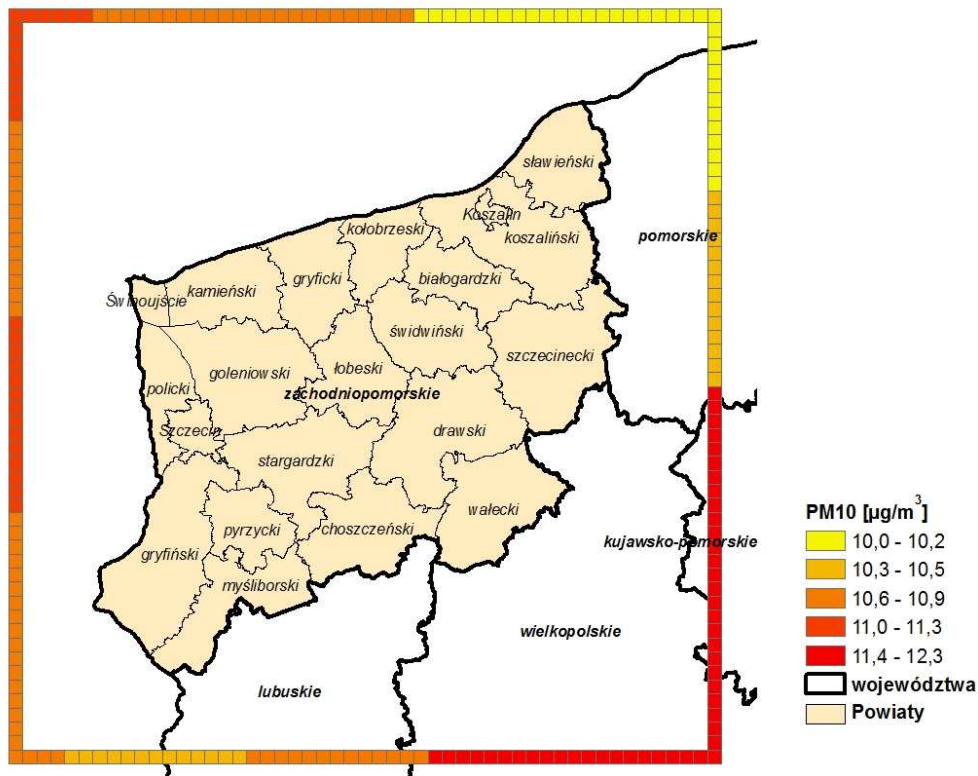 sławieński
Koszalin
kołobrzeski
koszaliński
pomorskie
gryficki
białogardzki
Świnoujście
kamieński
świdwiński
szczecinecki
goleniowski
łobeski
policki
zachodniopomorskie
Szczecin
drawski
stargardzki
wałecki
pyrzycki
choszczeński
kujawsko-pomorskie
gryfiński
myśliborski
wielkopolskie
lubuskie
PM10 [µg/m³]
10,0 - 10,2
10,3 - 10,5
10,6 - 10,9
11,0 - 11,3
11,4 - 12,3
województwa
Powiaty